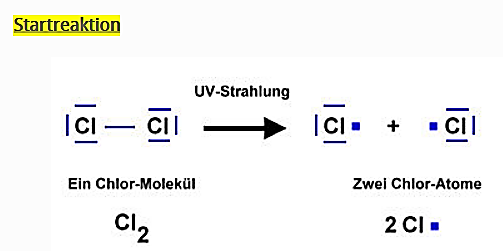 Startreaktion
UV-Strahlung
|Cl — Cl| → |Cl▪ + ▪Cl|
Ein Chlor-Molekül Zwei Chlor-Atome
Cl₂ 2 Cl▪